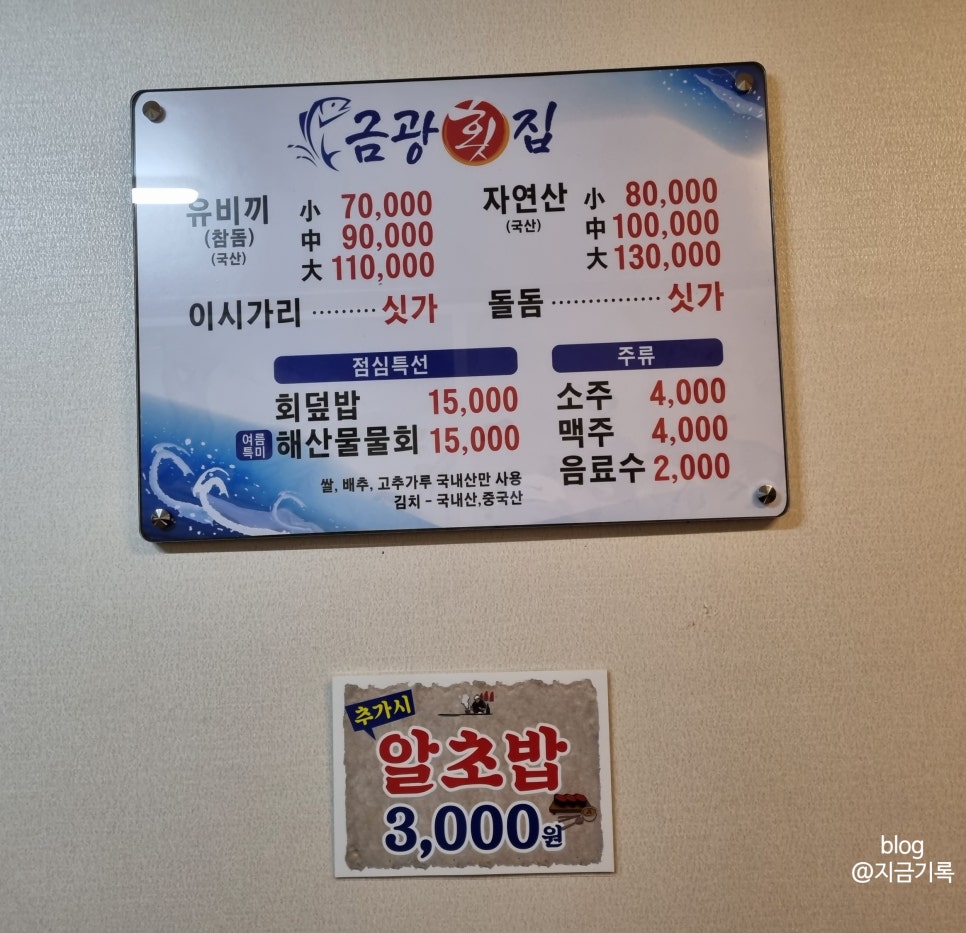 금광횟집
유비끼 小 70,000
(참돔) 中 90,000
(국산) 大 110,000
자연산 小 80,000
(국산) 中 100,000
大 130,000
이시가리 ········· 싯가
돌돔 ··············· 싯가
점심특선
회덮밥 15,000
여름특미 해산물물회 15,000
쌀, 배추, 고추가루 국내산만 사용
김치 - 국내산,중국산
주류
소주 4,000
맥주 4,000
음료수 2,000
추가시
알초밥
3,000원
blog
@지금기록